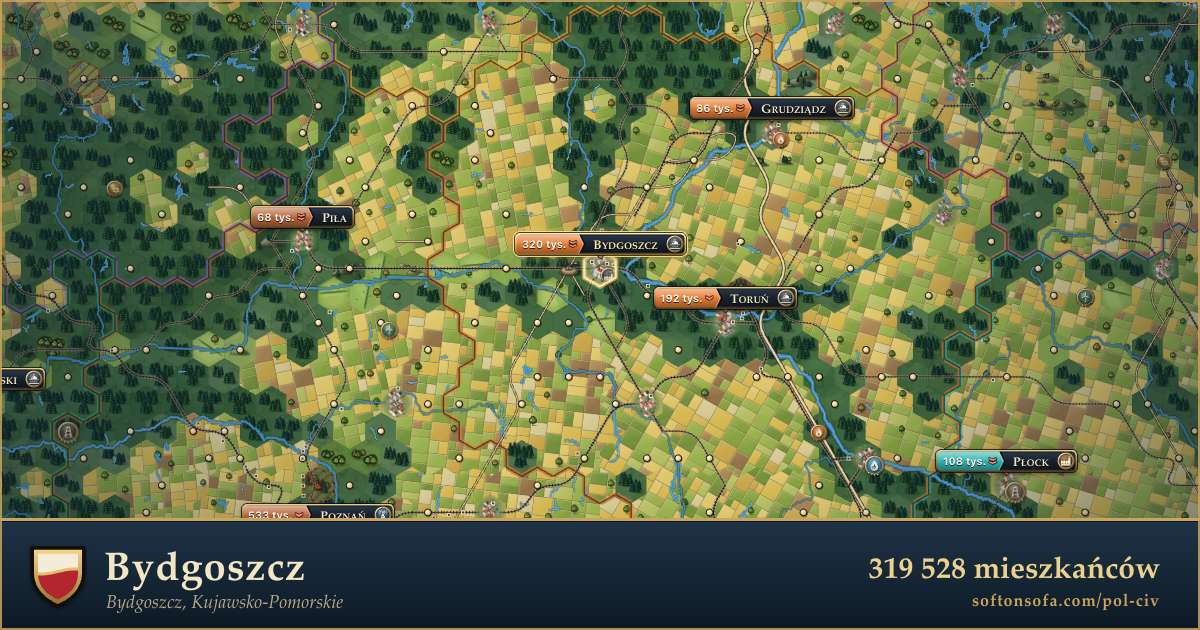 86 tys. Grudziądz
68 tys. Piła
320 tys. Bydgoszcz
192 tys. Toruń
SKI
108 tys. Płock
533 tys. Poznań
Bydgoszcz
Bydgoszcz, Kujawsko-Pomorskie
319 528 mieszkańców
softonsofa.com/pol-civ